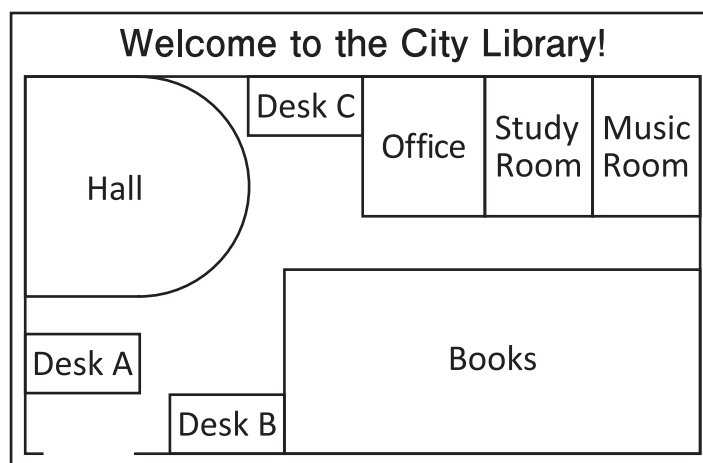 Welcome to the City Library!
Desk C
Office
Study
Room
Music
Room
Hall
Desk A
Books
Desk B